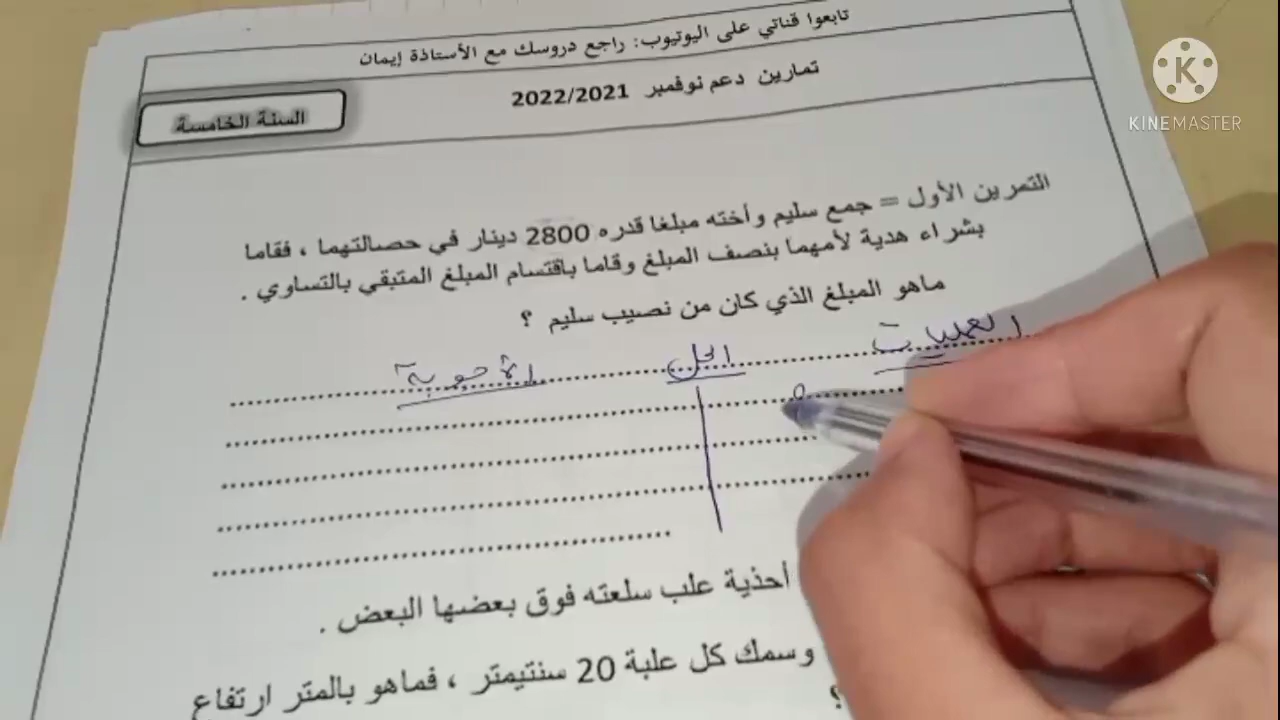 تابعوا قناتي على اليوتيوب: راجع دروسك مع الأستاذة إيمان
تمارين دعم نوفمبر 2022/2021
السنة الخامسة
KINEMASTER
التمرين الأول = جمع سليم وأخته مبلغا قدره 2800 دينار في حصالتهما ، فقاما
بشراء هدية لأمهما بنصف المبلغ وقاما باقتسام المبلغ المتبقي بالتساوي .
ماهو المبلغ الذي كان من نصيب سليم ؟
العمليات الحل الأجوبة
أحذية علب سلعته فوق بعضها البعض .
وسمك كل علبة 20 سنتيمتر ، فماهو بالمتر ارتفاع
؟